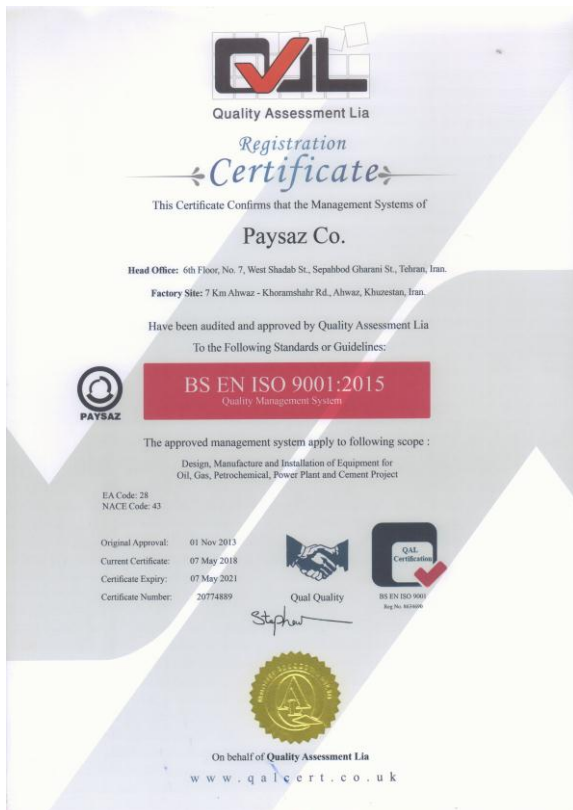 QAL
Quality Assessment Lia
Registration
Certificate
This Certificate Confirms that the Management Systems of
Paysaz Co.
Head Office: 6th Floor, No. 7, West Shadab St., Sepahbod Gharani St., Tehran, Iran.
Factory Site: 7 Km Ahwaz - Khoramshahr Rd., Ahwaz, Khuzestan, Iran.
Have been audited and approved by Quality Assessment Lia
To the Following Standards or Guidelines:
PAYSAZ
BS EN ISO 9001:2015
Quality Management System
The approved management system apply to following scope :
Design, Manufacture and Installation of Equipment for
Oil, Gas, Petrochemical, Power Plant and Cement Project
EA Code: 28
NACE Code: 43
Original Approval: 01 Nov 2013
Current Certificate: 07 May 2018
Certificate Expiry: 07 May 2021
Certificate Number: 20774889
Qual Quality
QAL
Certification
BS EN ISO 9001
Reg No.
Stephen
On behalf of Quality Assessment Lia
www.qalcert.co.uk